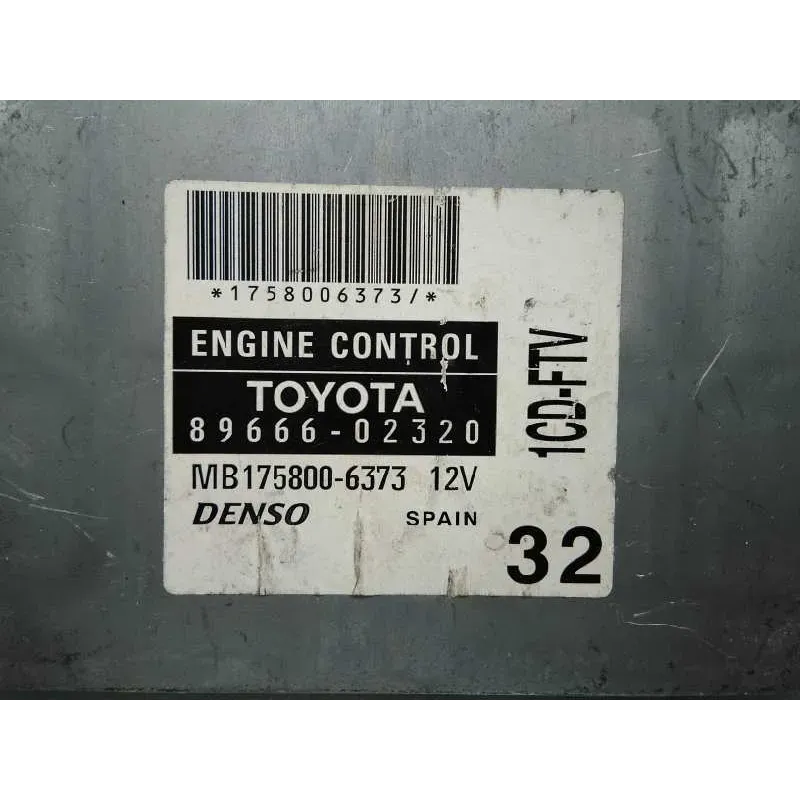 *1758006373/*
ENGINE CONTROL
TOYOTA
89666-02320
MB175800-6373 12V
DENSO SPAIN
1CD-FTV
32